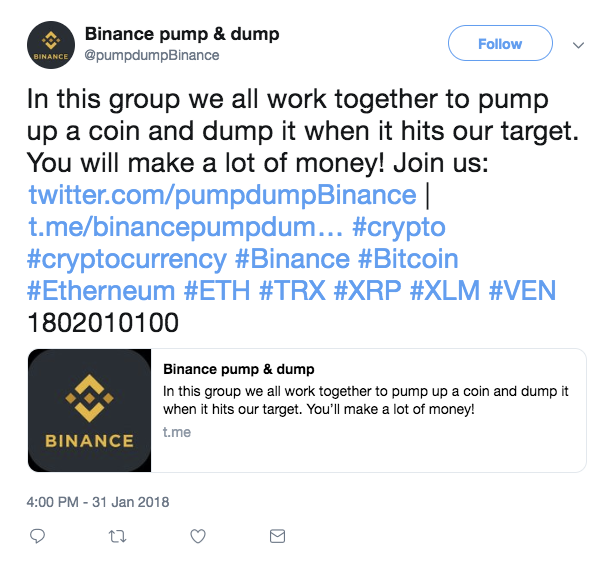 Binance pump & dump
@pumpdumpBinance
Follow
BINANCE
In this group we all work together to pump
up a coin and dump it when it hits our target.
You will make a lot of money! Join us:
twitter.com/pumpdumpBinance |
t.me/binancepumpdum... #crypto
#cryptocurrency #Binance #Bitcoin
#Etherneum #ETH #TRX #XRP #XLM #VEN
1802010100
BINANCE
Binance pump & dump
In this group we all work together to pump up a coin and dump it
when it hits our target. You'll make a lot of money!
t.me
4:00 PM - 31 Jan 2018